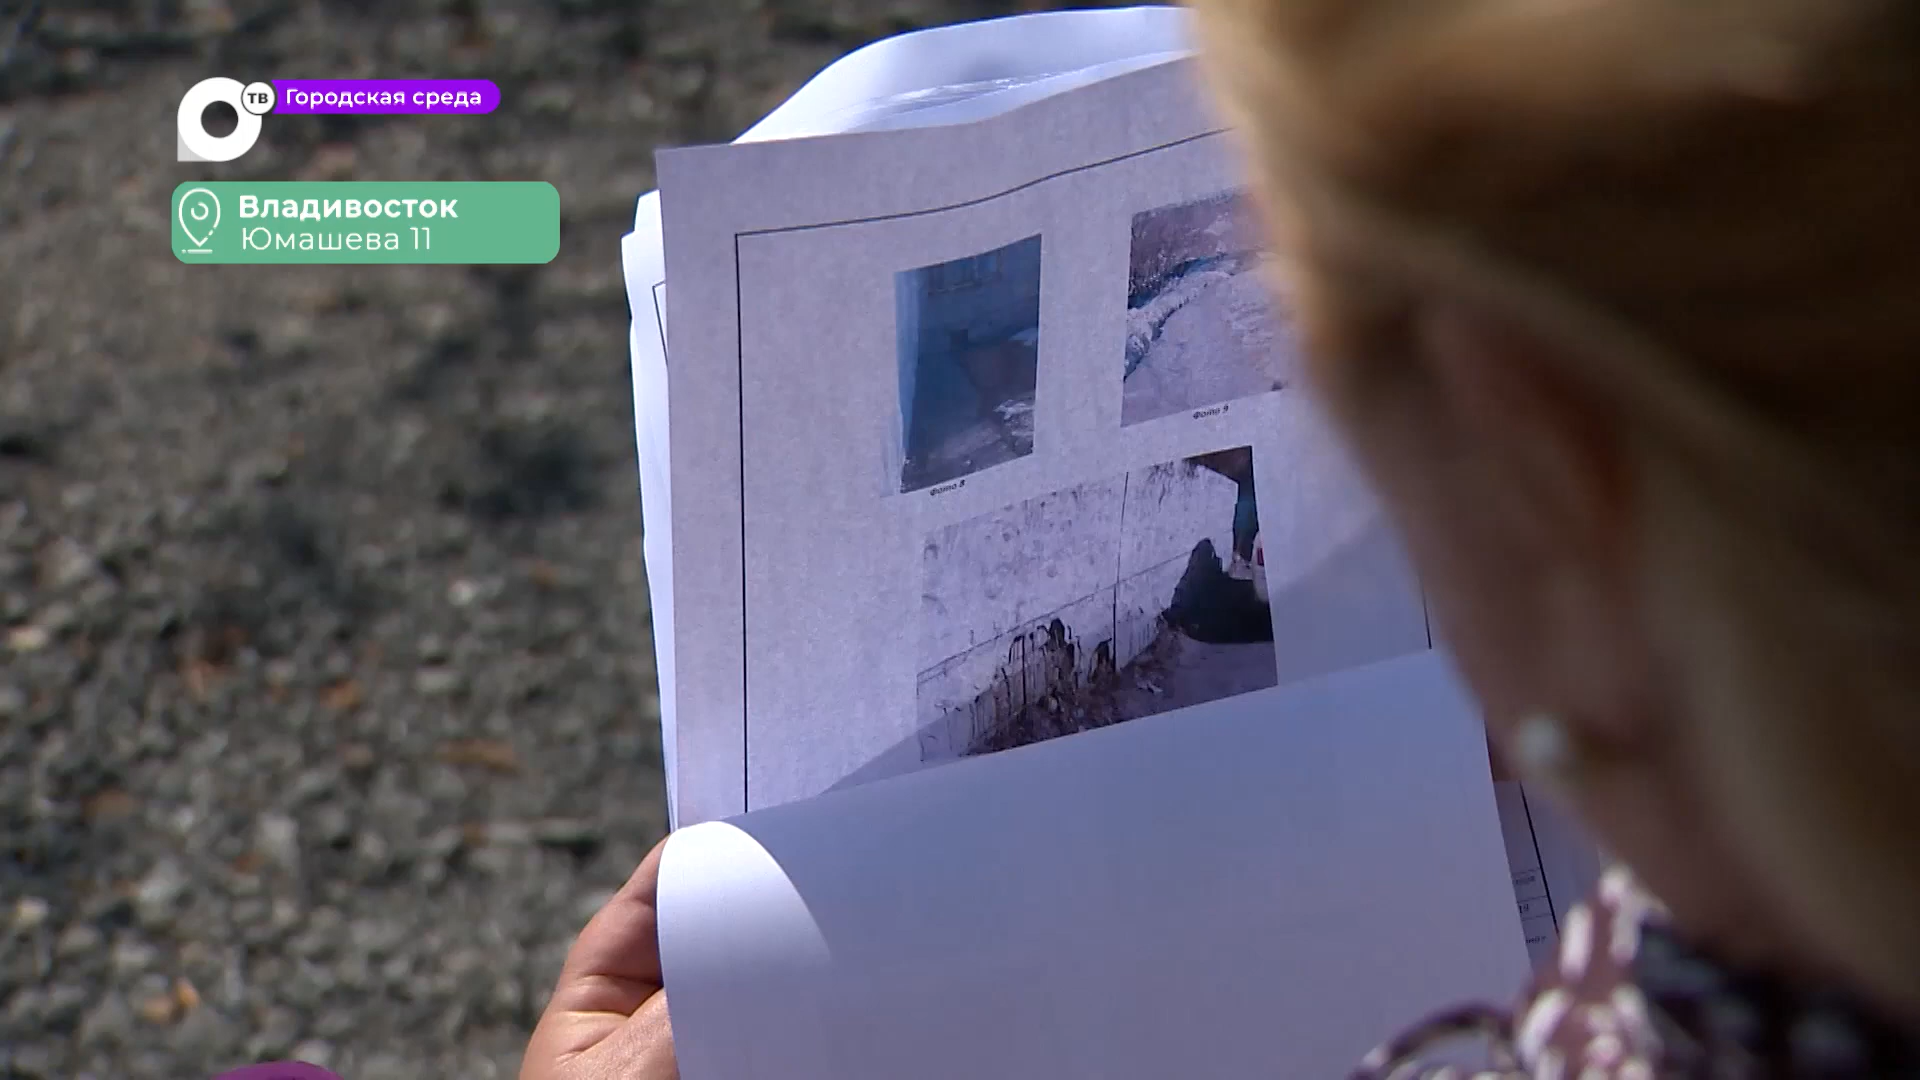 ТВ
Городская среда
Владивосток
Юмашева 11
Фото 9
Фото 8